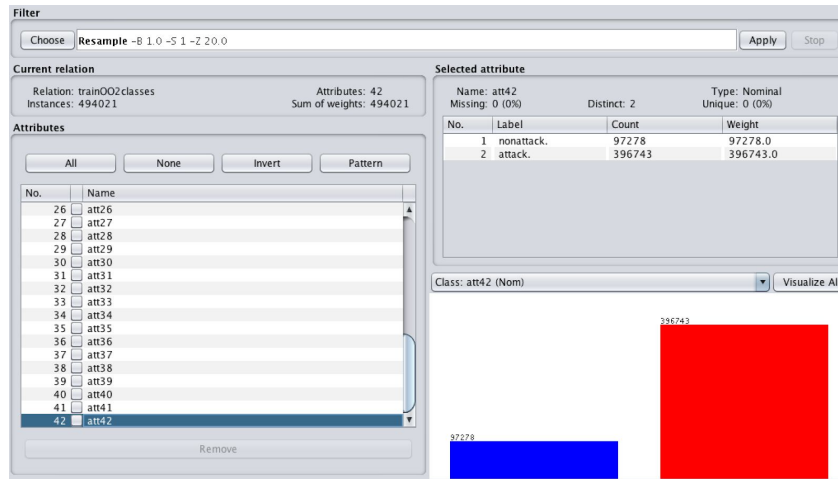 Filter
Choose Resample -B 1.0 -S 1 -Z 20.0 Apply Stop
Current relation
Relation: trainOO2classes Attributes: 42
Instances: 494021 Sum of weights: 494021
Attributes
All None Invert Pattern
No. Name
26 att26
27 att27
28 att28
29 att29
30 att30
31 att31
32 att32
33 att33
34 att34
35 att35
36 att36
37 att37
38 att38
39 att39
40 att40
41 att41
42 att42
Remove
Selected attribute
Name: att42 Type: Nominal
Missing: 0 (0%) Distinct: 2 Unique: 0 (0%)
No. Label Count Weight
1 nonattack. 97278 97278.0
2 attack. 396743 396743.0
Class: att42 (Nom) Visualize Al
396743
97278